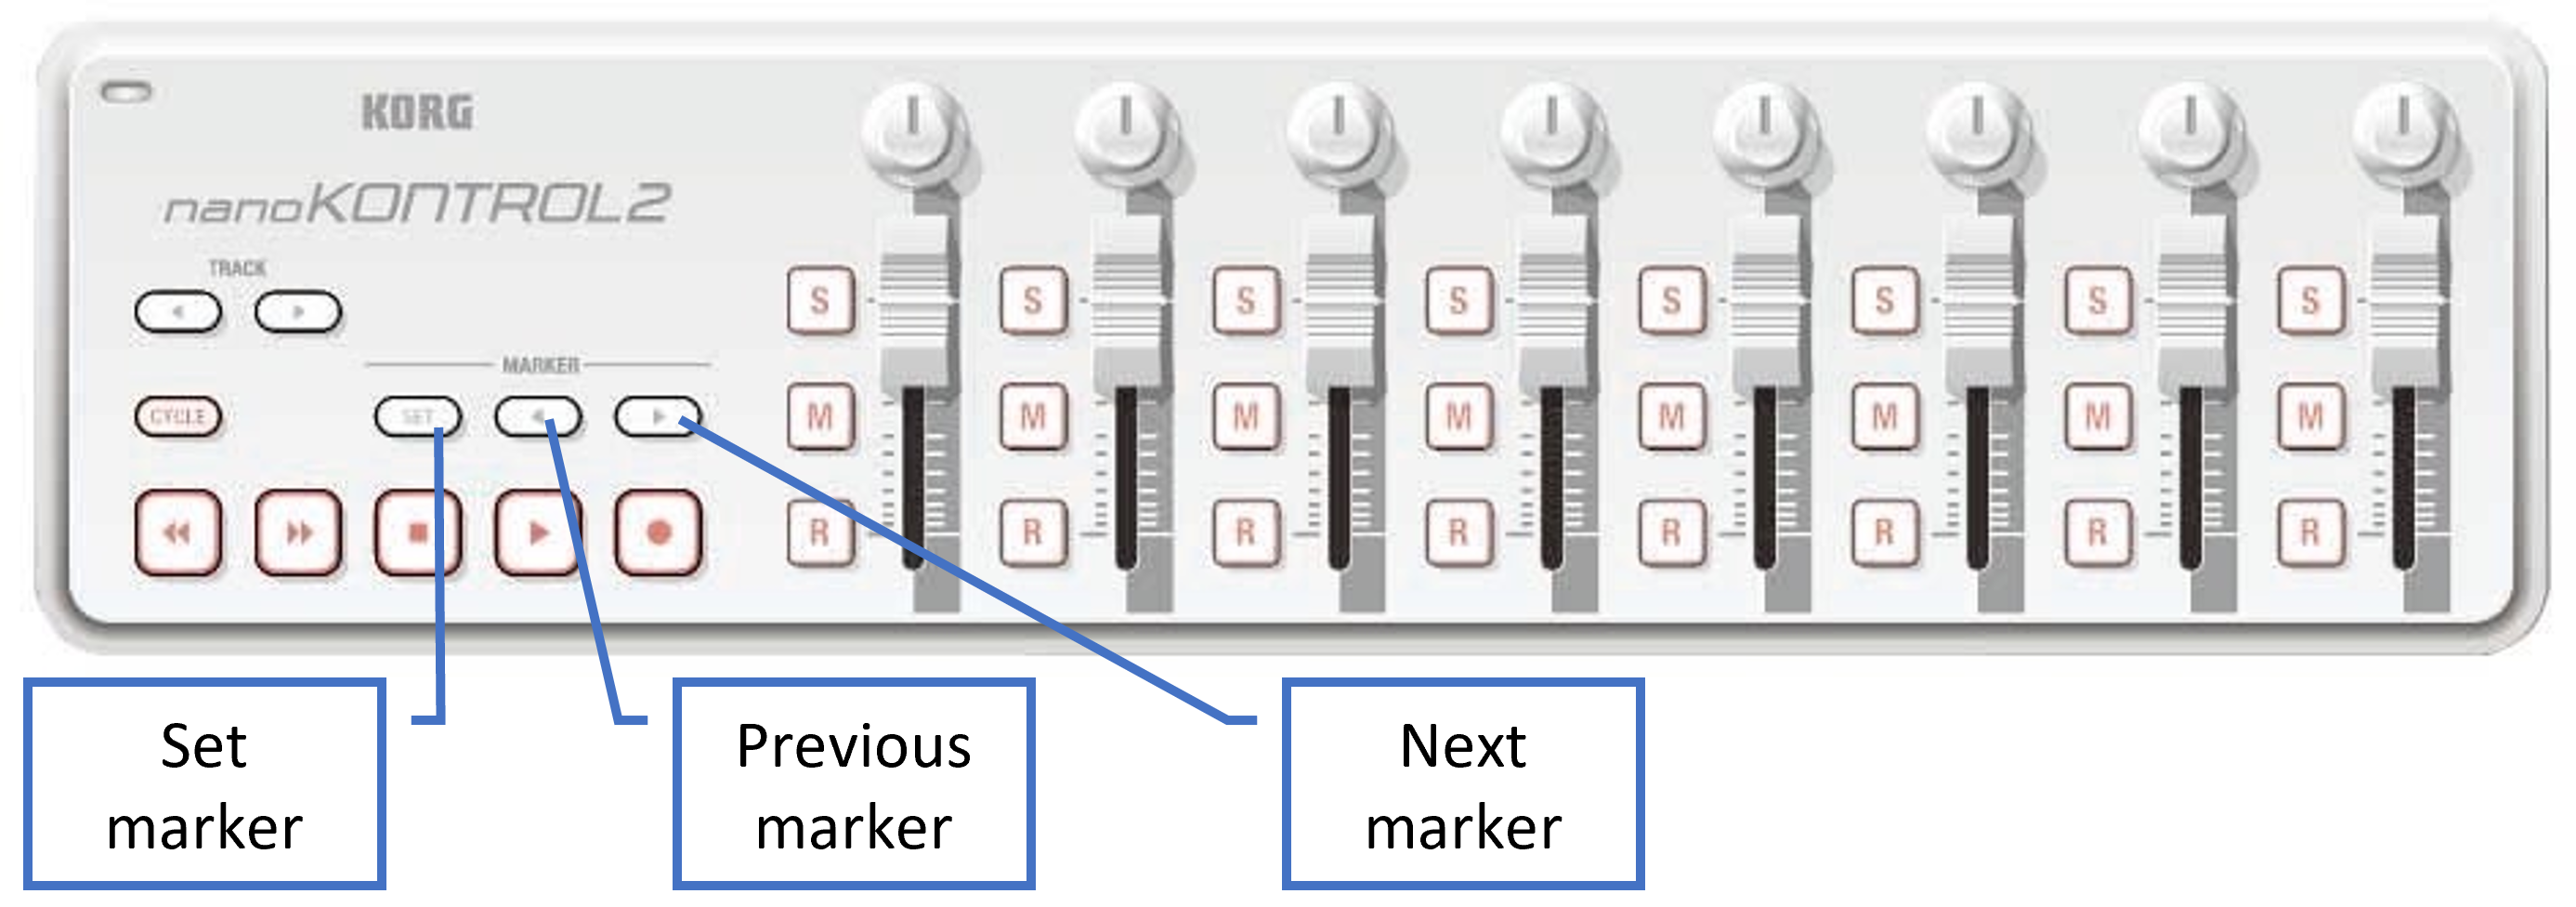 KORG
nanoKONTROL2
TRACK
S S S S S S S S
MARKER
CYCLE SET
M M M M M M M M
R R R R R R R R
Set
marker
Previous
marker
Next
marker